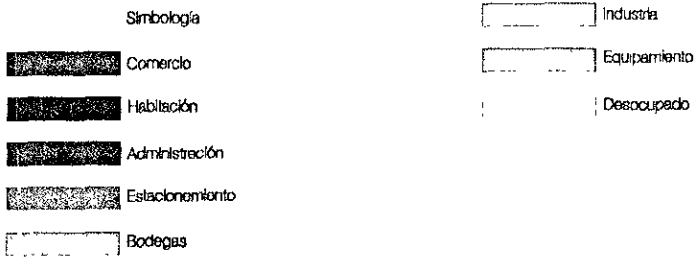 Simbología
Comercio
Habitación
Administración
Estacionamiento
Bodegas
Industria
Equipamiento
Desocupado